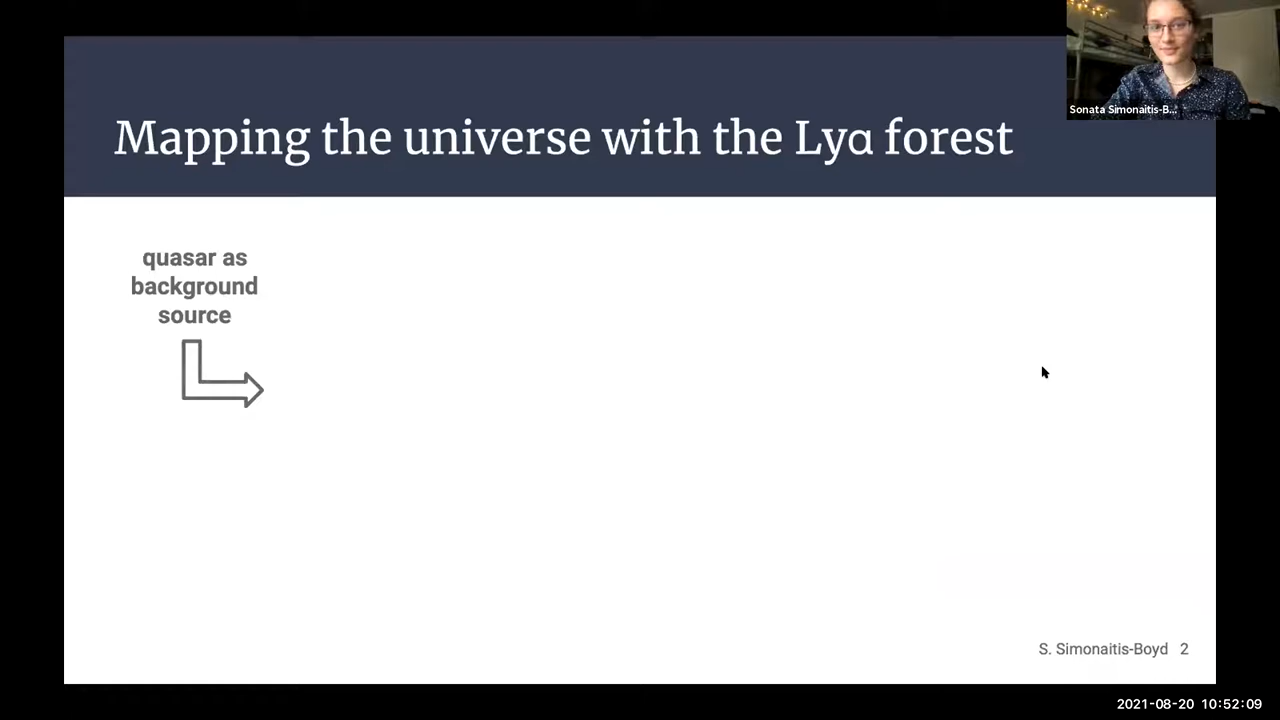 Sonata Simonaitis-B...
Mapping the universe with the Lyα forest
quasar as
background
source
S. Simonaitis-Boyd 2
2021-08-20 10:52:09